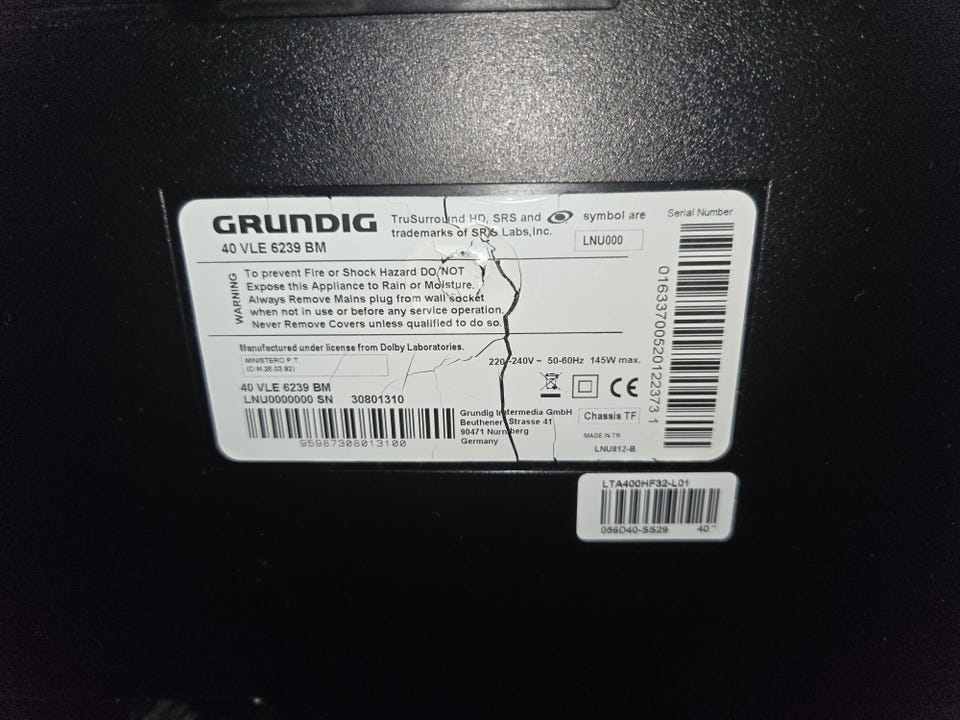 GRUNDIG
40 VLE 6239 BM
TruSurround HD, SRS and symbol are
trademarks of SRS Labs,Inc.
LNU000
Serial Number
WARNING
To prevent Fire or Shock Hazard DO NOT
Expose this Appliance to Rain or Moisture.
Always Remove Mains plug from wall socket
when not in use or before any service operation.
Never Remove Covers unless qualified to do so.
0163370052012237 3 1
Manufactured under license from Dolby Laboratories.
MINISTERO P.T.
(D.M.26.03.92)
220 -240V ~ 50-60Hz 145W max.
CE
40 VLE 6239 BM
LNU0000000 SN 30801310
95987308013100
Grundig Intermedia GmbH
Beuthener Strasse 41
90471 Nürnberg
Germany
Chassis TF
MADE IN TR
LNU812-B
LTA400HF32-L01
056D40-SS29 40"